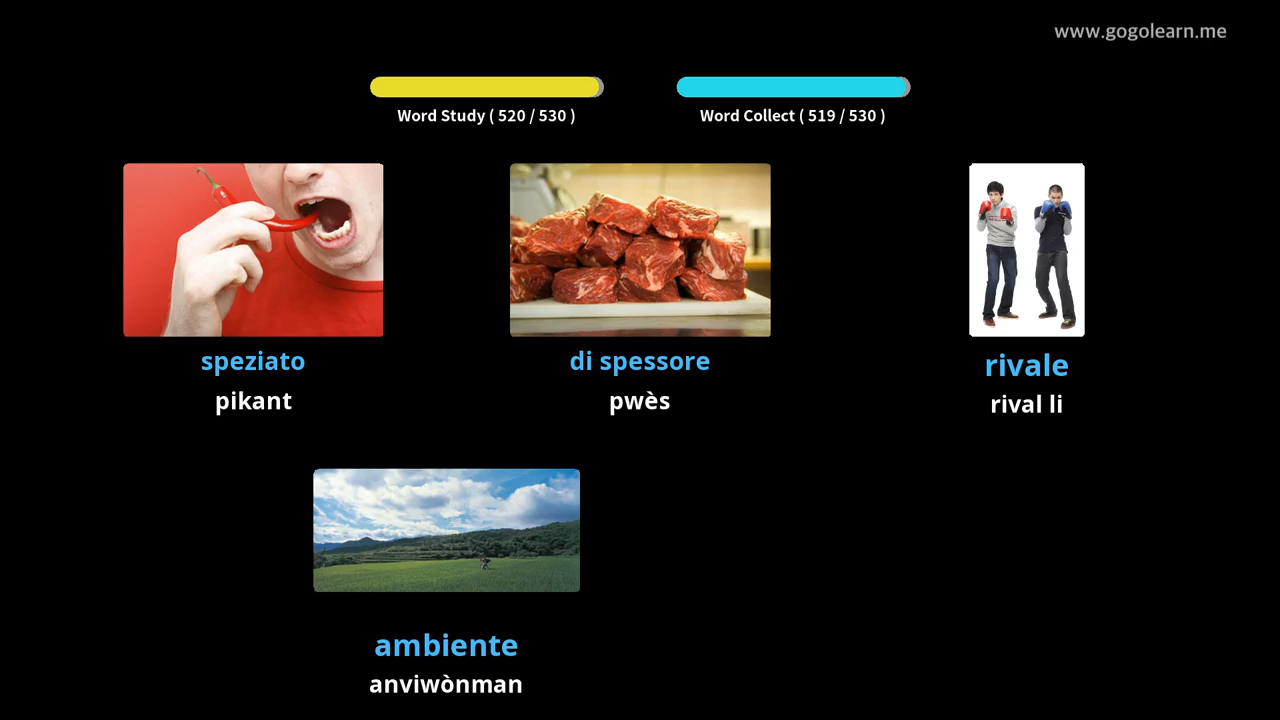 www.gogolearn.me
Word Study ( 520 / 530 )
Word Collect ( 519 / 530 )
speziato
pikant
di spessore
pwès
rivale
rival li
ambiente
anviwònman